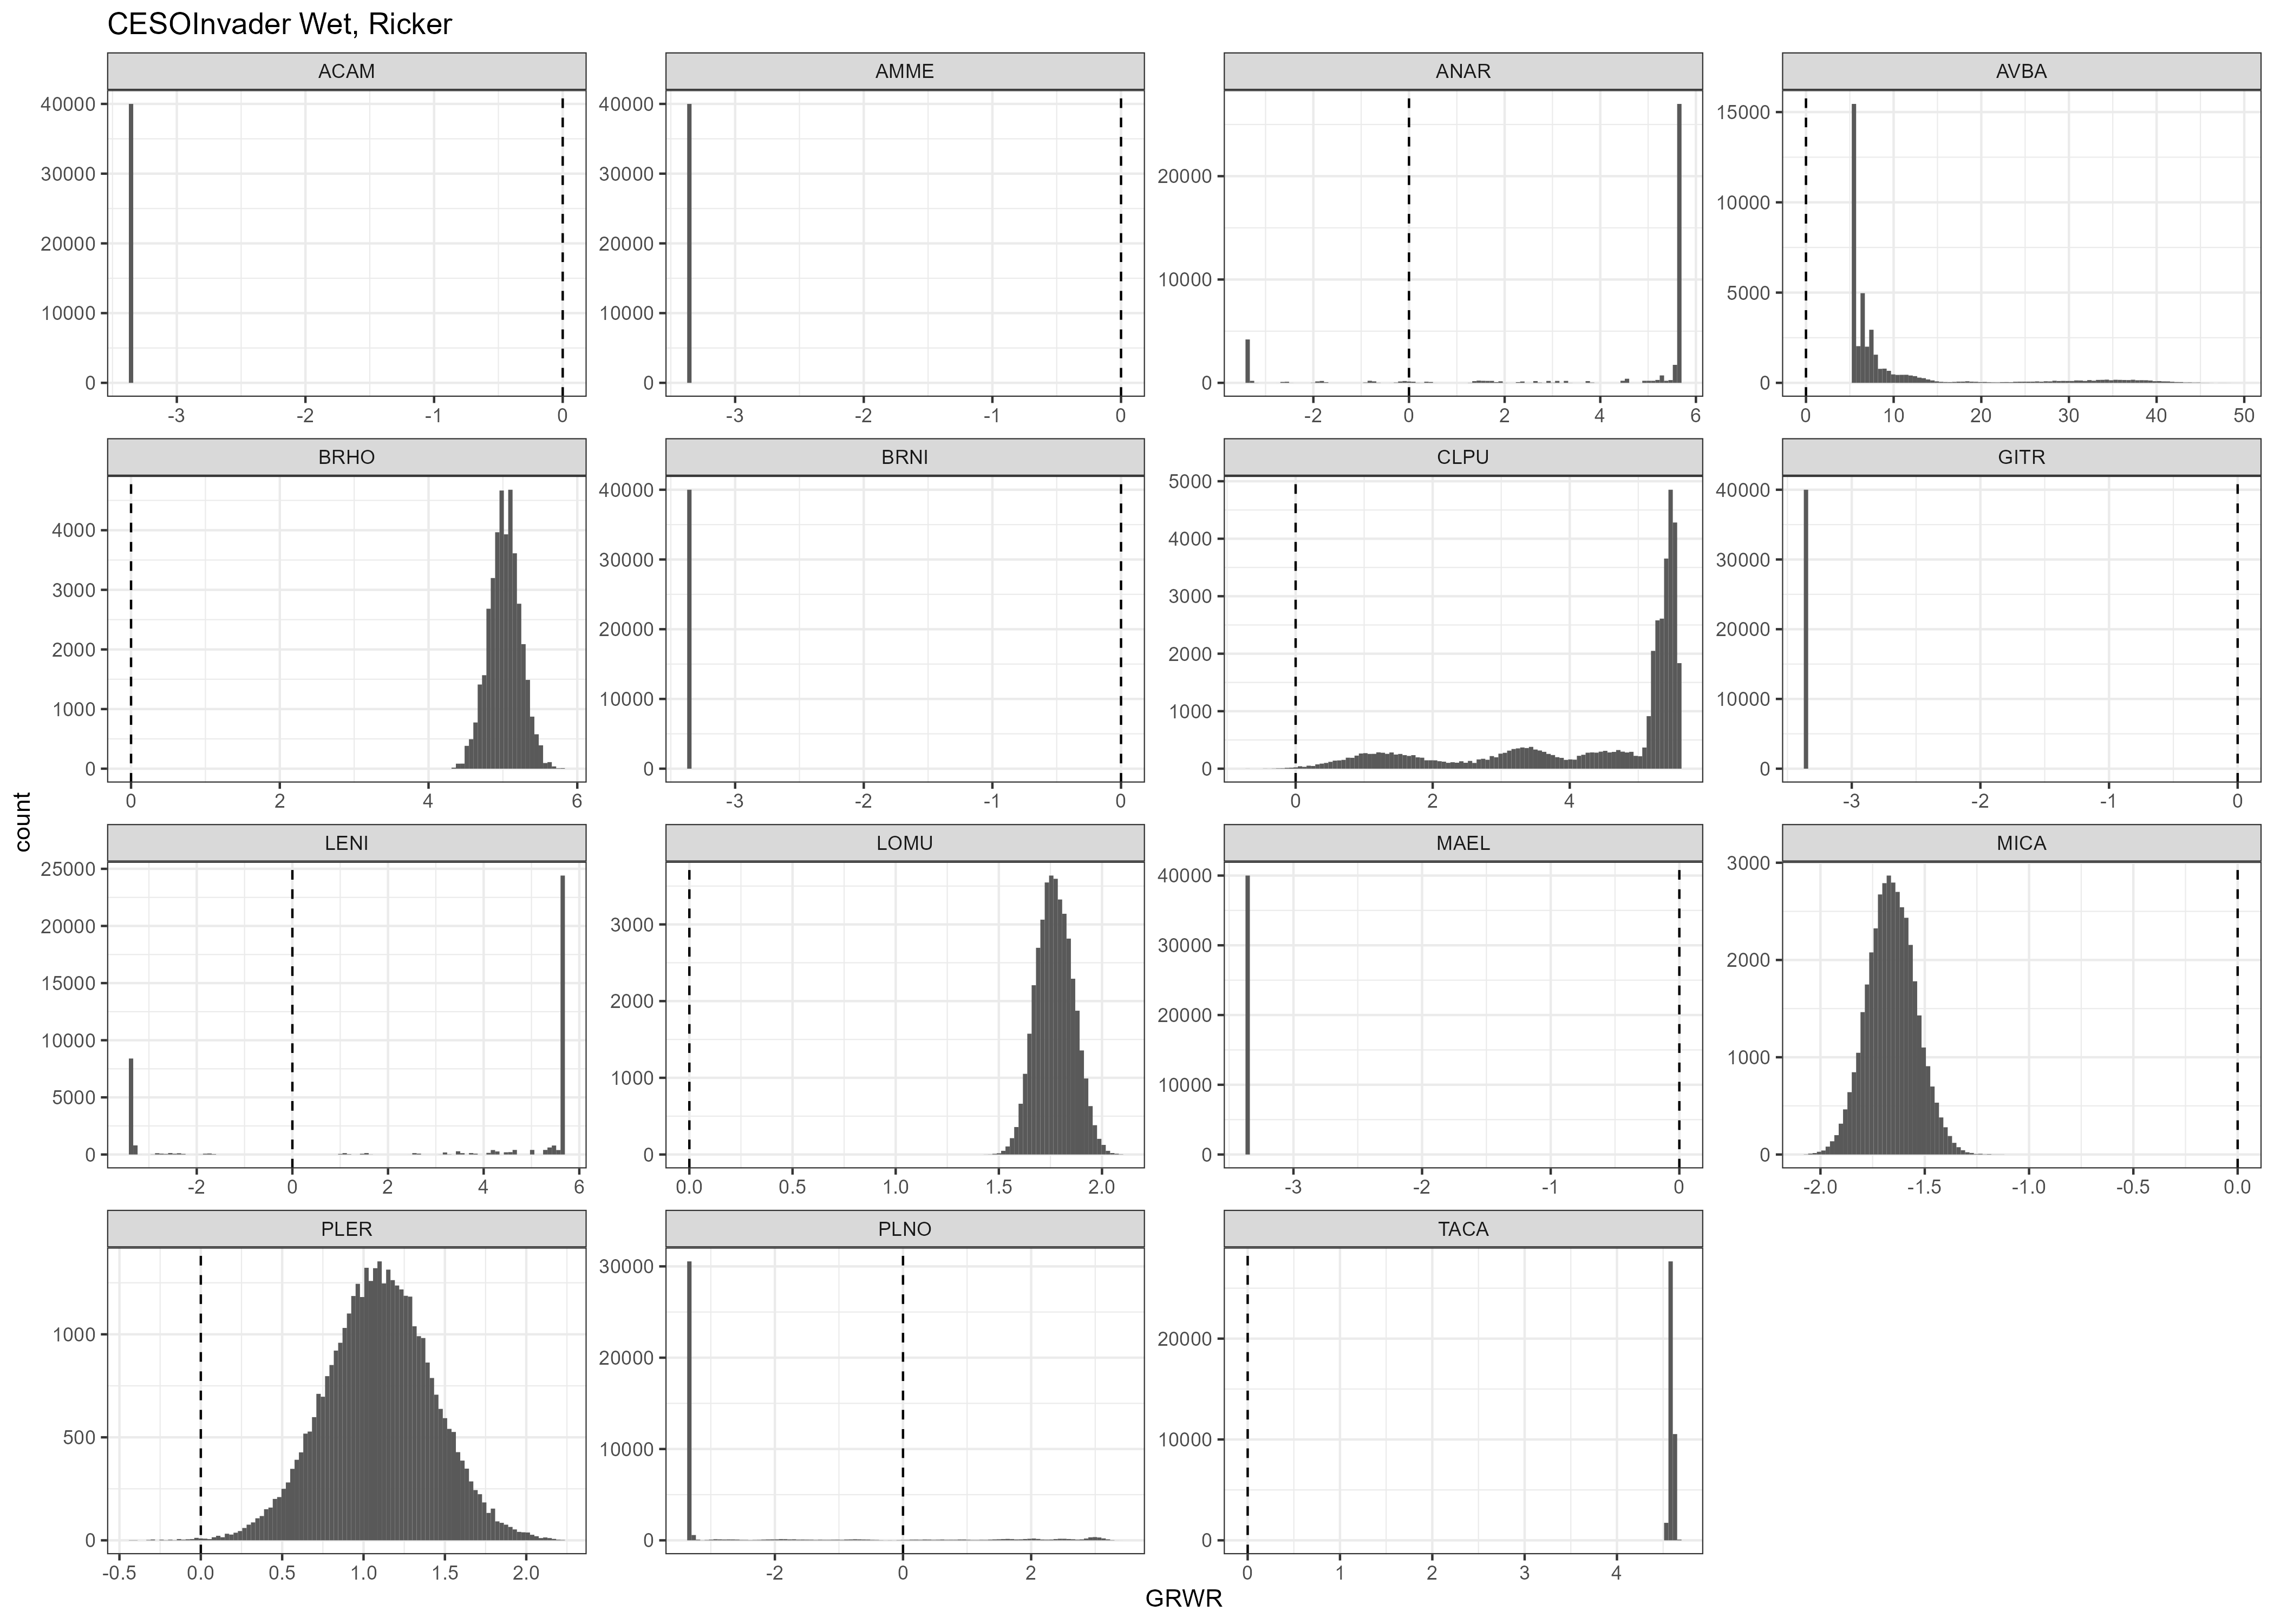 CESOInvader Wet, Ricker
ACAM AMME ANAR AVBA
40000 30000 20000 10000 0
-3 -2 -1 0
40000 30000 20000 10000 0
-3 -2 -1 0
20000 10000 0
-2 0 2 4 6
15000 10000 5000 0
0 10 20 30 40 50
BRHO BRNI CLPU GITR
4000 3000 2000 1000 0
0 2 4 6
40000 30000 20000 10000 0
-3 -2 -1 0
5000 4000 3000 2000 1000 0
0 2 4
40000 30000 20000 10000 0
-3 -2 -1 0
count
LENI LOMU MAEL MICA
25000 20000 15000 10000 5000 0
-2 0 2 4 6
3000 2000 1000 0
0.0 0.5 1.0 1.5 2.0
40000 30000 20000 10000 0
-3 -2 -1 0
3000 2000 1000 0
-2.0 -1.5 -1.0 -0.5 0.0
PLER PLNO TACA
1000 500 0
-0.5 0.0 0.5 1.0 1.5 2.0
30000 20000 10000 0
-2 0 2
20000 10000 0
0 1 2 3 4
GRWR